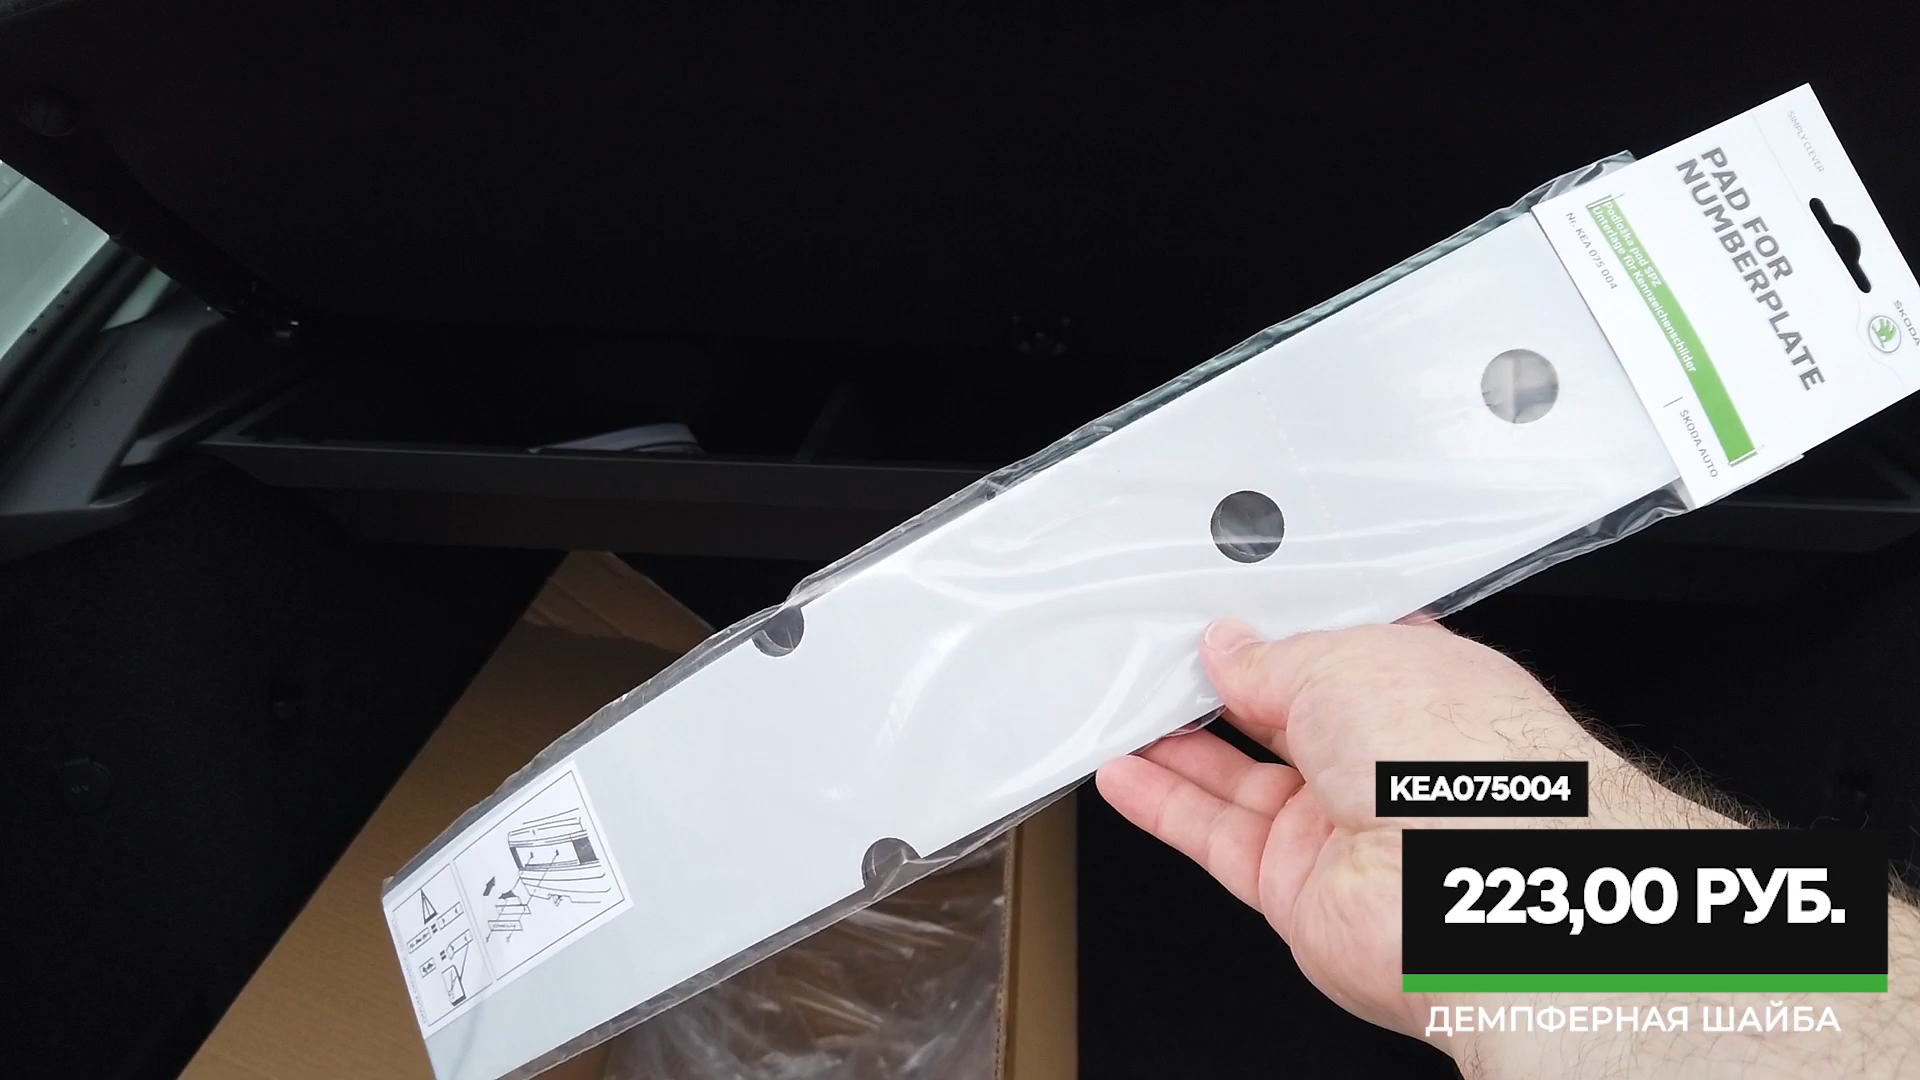 SIMPLY CLEVER
PAD FOR
NUMBERPLATE
Podložka pod SPZ
Unterlage für Kennzeichenschilder
Nr. KEA 075 004
ŠKODA
ŠKODA AUTO
KEA075004
223,00 РУБ.
ДЕМПФЕРНАЯ ШАЙБА